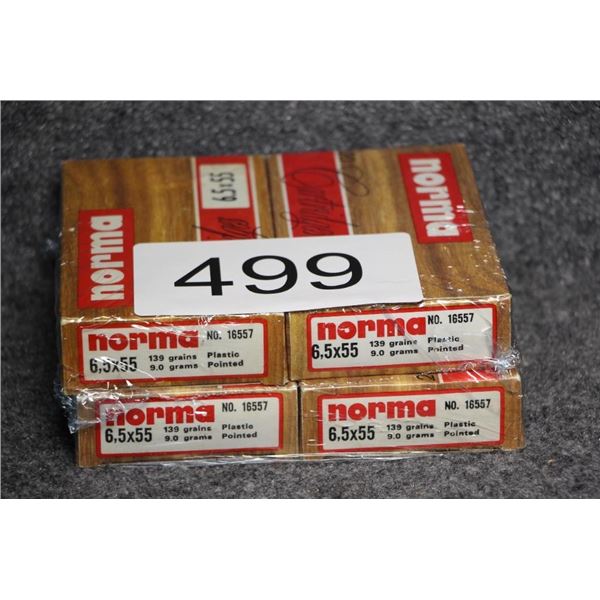 norma
6,5x55
norma
499
norma NO. 16557
6,5x55 139 grains Plastic
9.0 grams Pointed
norma NO. 16557
6,5x55 139 grains Plastic
9.0 grams Pointed
norma NO. 16557
6,5x55 139 grains Plastic
9.0 grams Pointed
norma NO. 16557
6,5x55 139 grains Plastic
9.0 grams Pointed